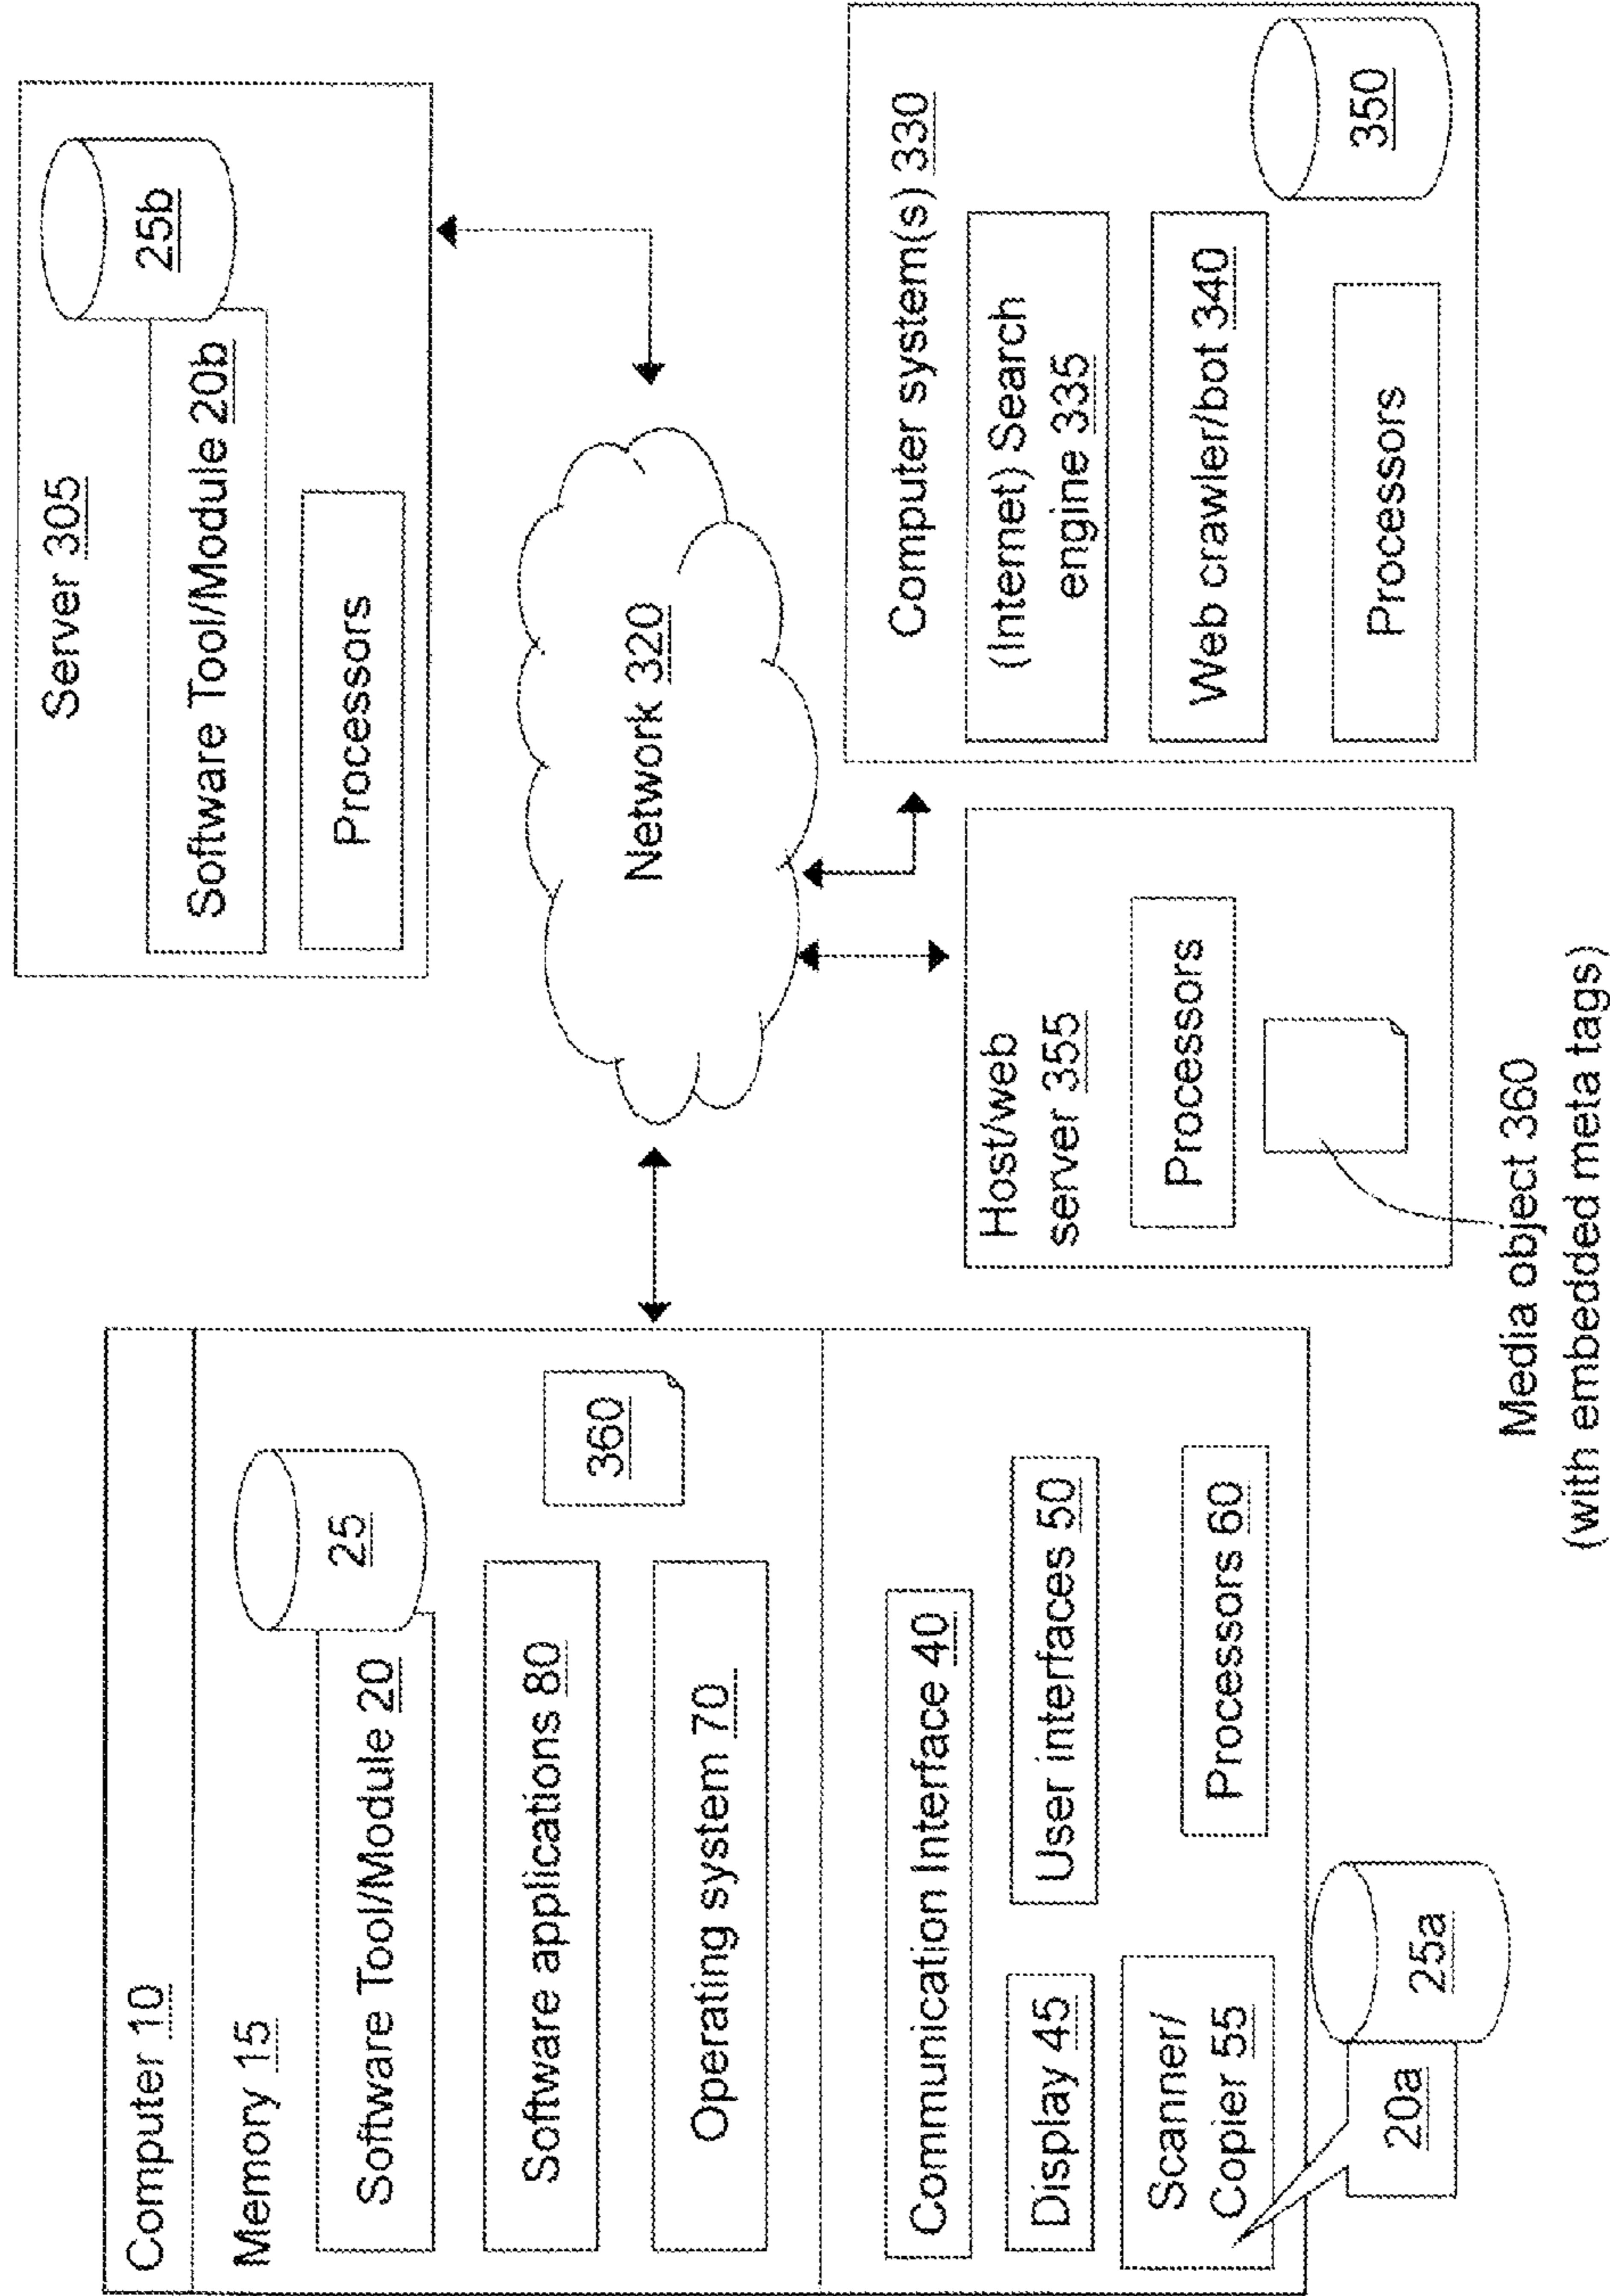 Computer 10
Memory 15
Software Tool/Module 20
25
Software applications 80
360
Operating system 70
Communication Interface 40
Display 45
User interfaces 50
Scanner/
Copier 55
Processors 60
20a
25a
Server 305
25b
Software Tool/Module 20b
Processors
Network 320
Host/web
server 355
Processors
Media object 360
(with embedded meta tags)
Computer system(s) 330
(Internet) Search
engine 335
Web crawler/bot 340
Processors
350